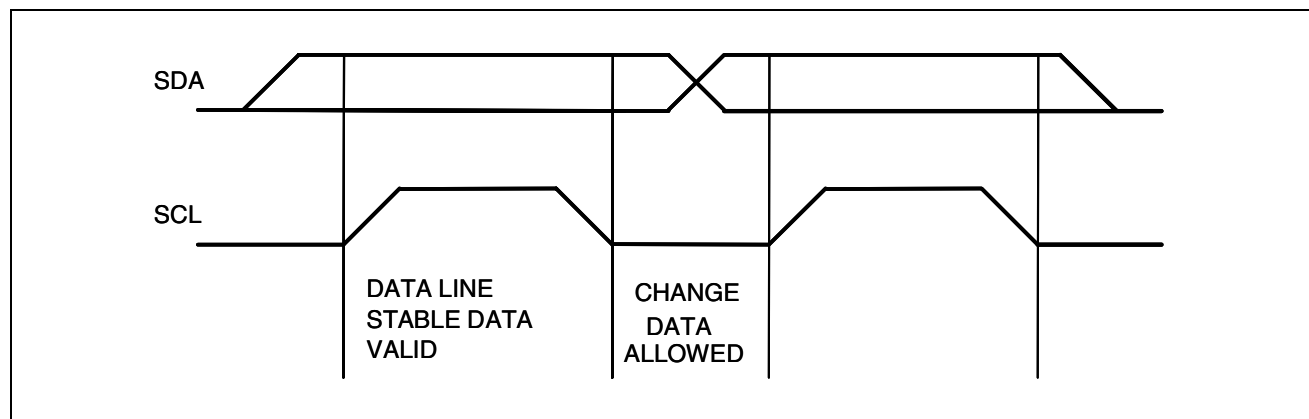 SDA
SCL
DATA LINE
STABLE DATA
VALID
CHANGE
DATA
ALLOWED